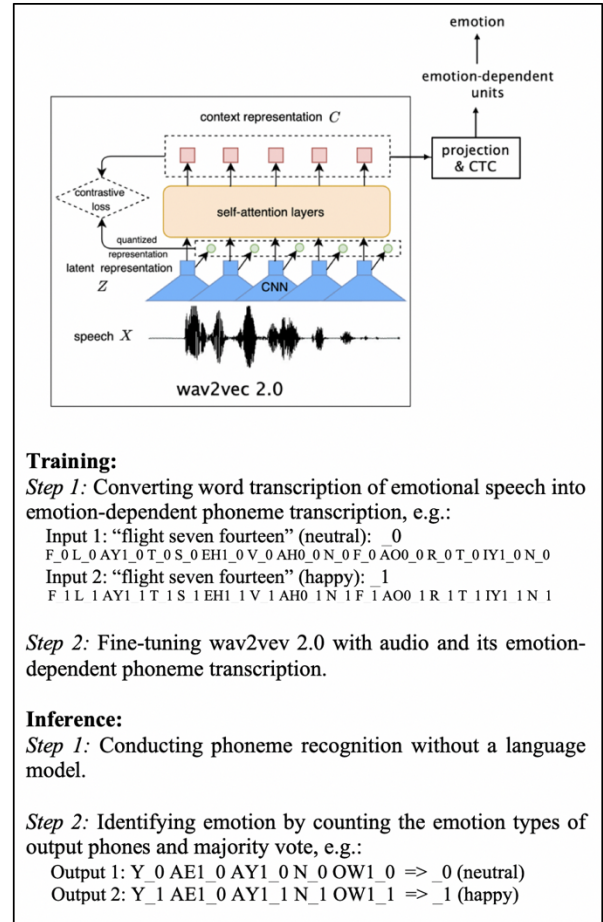 emotion
emotion-dependent
units
context representation C
projection
& CTC
contrastive
loss
self-attention layers
quantized
representation
latent representation
Z
CNN
speech X
wav2vec 2.0
Training:
Step 1: Converting word transcription of emotional speech into
emotion-dependent phoneme transcription, e.g.:
Input 1: “flight seven fourteen” (neutral): _0
F_0 L_0 AY1_0 T_0 S_0 EH1_0 V_0 AH0_0 N_0 F_0 AO0_0 R_0 T_0 IY1_0 N_0
Input 2: “flight seven fourteen” (happy): _1
F_1 L_1 AY1_1 T_1 S_1 EH1_1 V_1 AH0_1 N_1 F_1 AO0_1 R_1 T_1 IY1_1 N_1
Step 2: Fine-tuning wav2vev 2.0 with audio and its emotion-
dependent phoneme transcription.
Inference:
Step 1: Conducting phoneme recognition without a language
model.
Step 2: Identifying emotion by counting the emotion types of
output phones and majority vote, e.g.:
Output 1: Y_0 AE1_0 AY1_0 N_0 OW1_0 => _0 (neutral)
Output 2: Y_1 AE1_0 AY1_1 N_1 OW1_1 => _1 (happy)